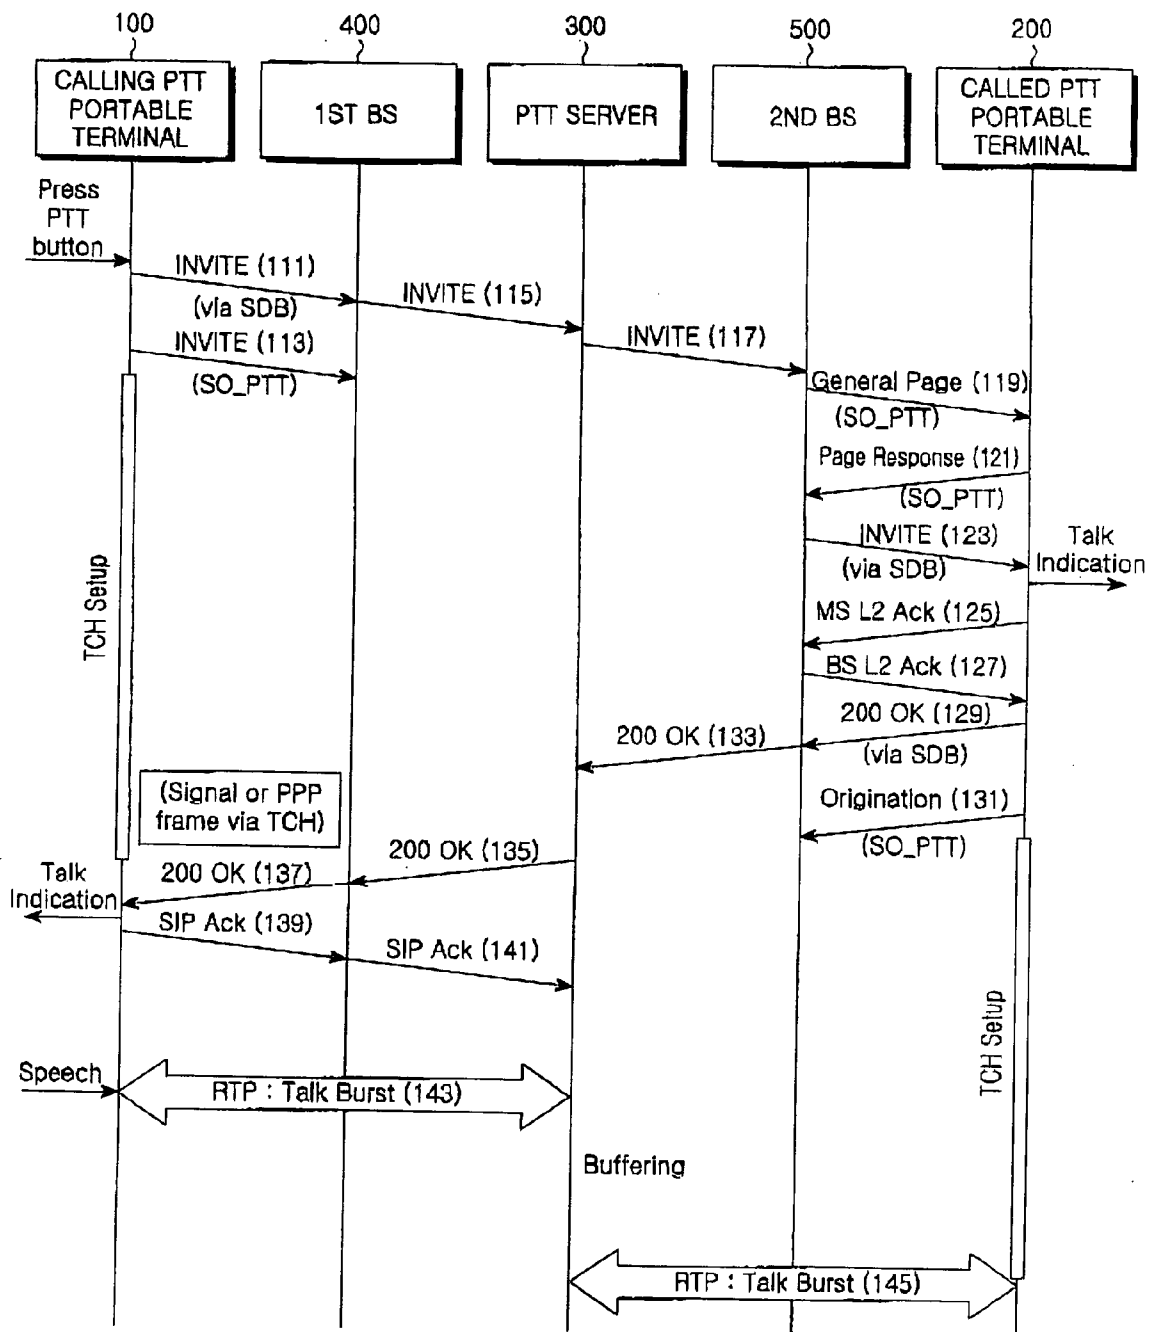 100
400
300
500
200
CALLING PTT
PORTABLE
TERMINAL
1ST BS
PTT SERVER
2ND BS
CALLED PTT
PORTABLE
TERMINAL
Press
PTT
button
INVITE (111)
(via SDB)
INVITE (115)
INVITE (113)
(SO_PTT)
INVITE (117)
General Page (119)
(SO_PTT)
Page Response (121)
(SO_PTT)
INVITE (123)
(via SDB)
Talk
Indication
MS L2 Ack (125)
BS L2 Ack (127)
200 OK (129)
(via SDB)
200 OK (133)
TCH Setup
(Signal or PPP
frame via TCH)
Origination (131)
(SO_PTT)
200 OK (135)
200 OK (137)
Talk
Indication
SIP Ack (139)
SIP Ack (141)
TCH Setup
Speech
RTP : Talk Burst (143)
Buffering
RTP : Talk Burst (145)